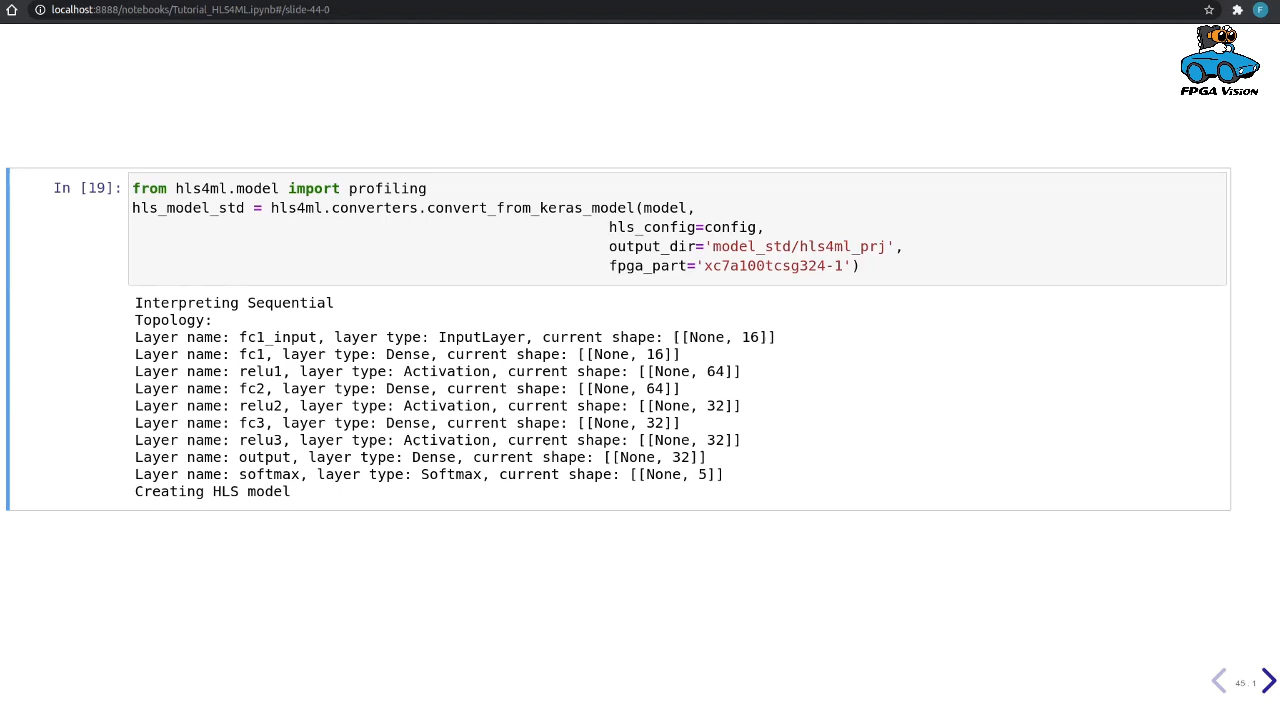 localhost:8888/notebooks/Tutorial_HLS4ML.ipynb#/slide-44-0
F
FPGA Vision
In [19]:
from hls4ml.model import profiling
hls_model_std = hls4ml.converters.convert_from_keras_model(model,
hls_config=config,
output_dir='model_std/hls4ml_prj',
fpga_part='xc7a100tcsg324-1')
Interpreting Sequential
Topology:
Layer name: fc1_input, layer type: InputLayer, current shape: [[None, 16]]
Layer name: fc1, layer type: Dense, current shape: [[None, 16]]
Layer name: relu1, layer type: Activation, current shape: [[None, 64]]
Layer name: fc2, layer type: Dense, current shape: [[None, 64]]
Layer name: relu2, layer type: Activation, current shape: [[None, 32]]
Layer name: fc3, layer type: Dense, current shape: [[None, 32]]
Layer name: relu3, layer type: Activation, current shape: [[None, 32]]
Layer name: output, layer type: Dense, current shape: [[None, 32]]
Layer name: softmax, layer type: Softmax, current shape: [[None, 5]]
Creating HLS model
45.1